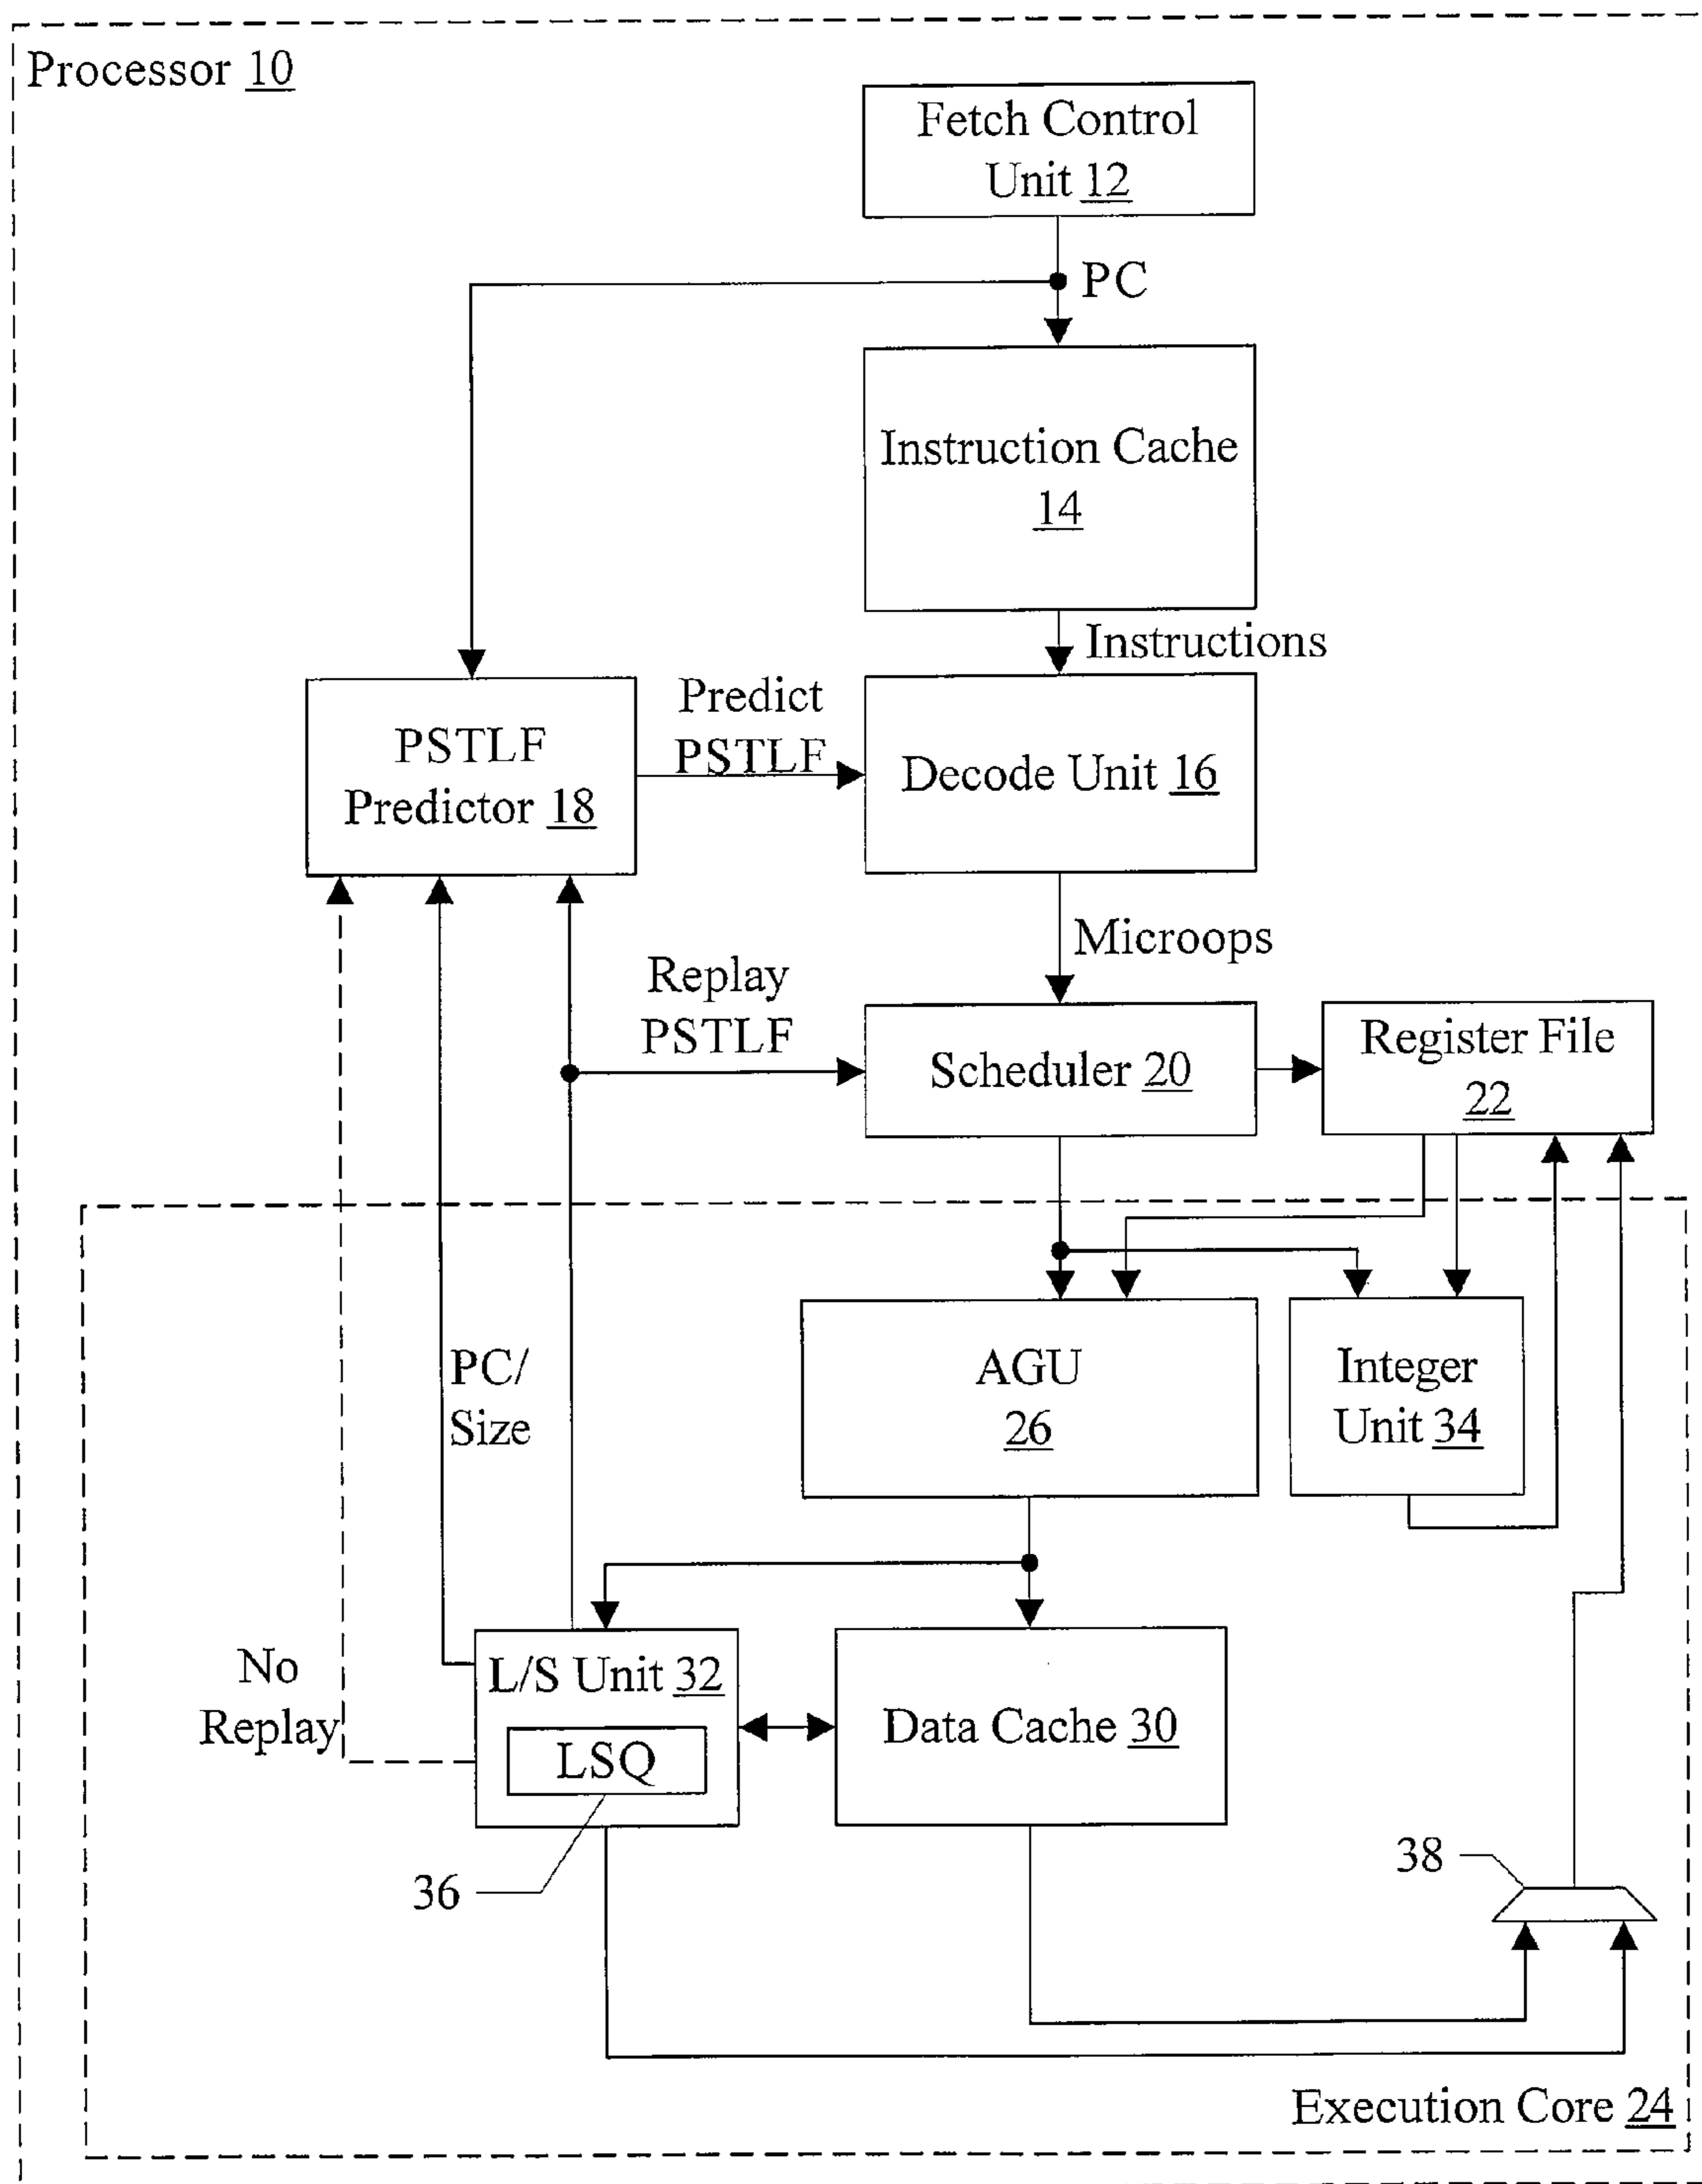 Processor 10
Fetch Control
Unit 12
PC
Instruction Cache
14
Instructions
PSTLF
Predictor 18
Predict
PSTLF
Decode Unit 16
Microops
Replay
PSTLF
Scheduler 20
Register File
22
PC/
Size
AGU
26
Integer
Unit 34
No
Replay
L/S Unit 32
LSQ
Data Cache 30
36
38
Execution Core 24